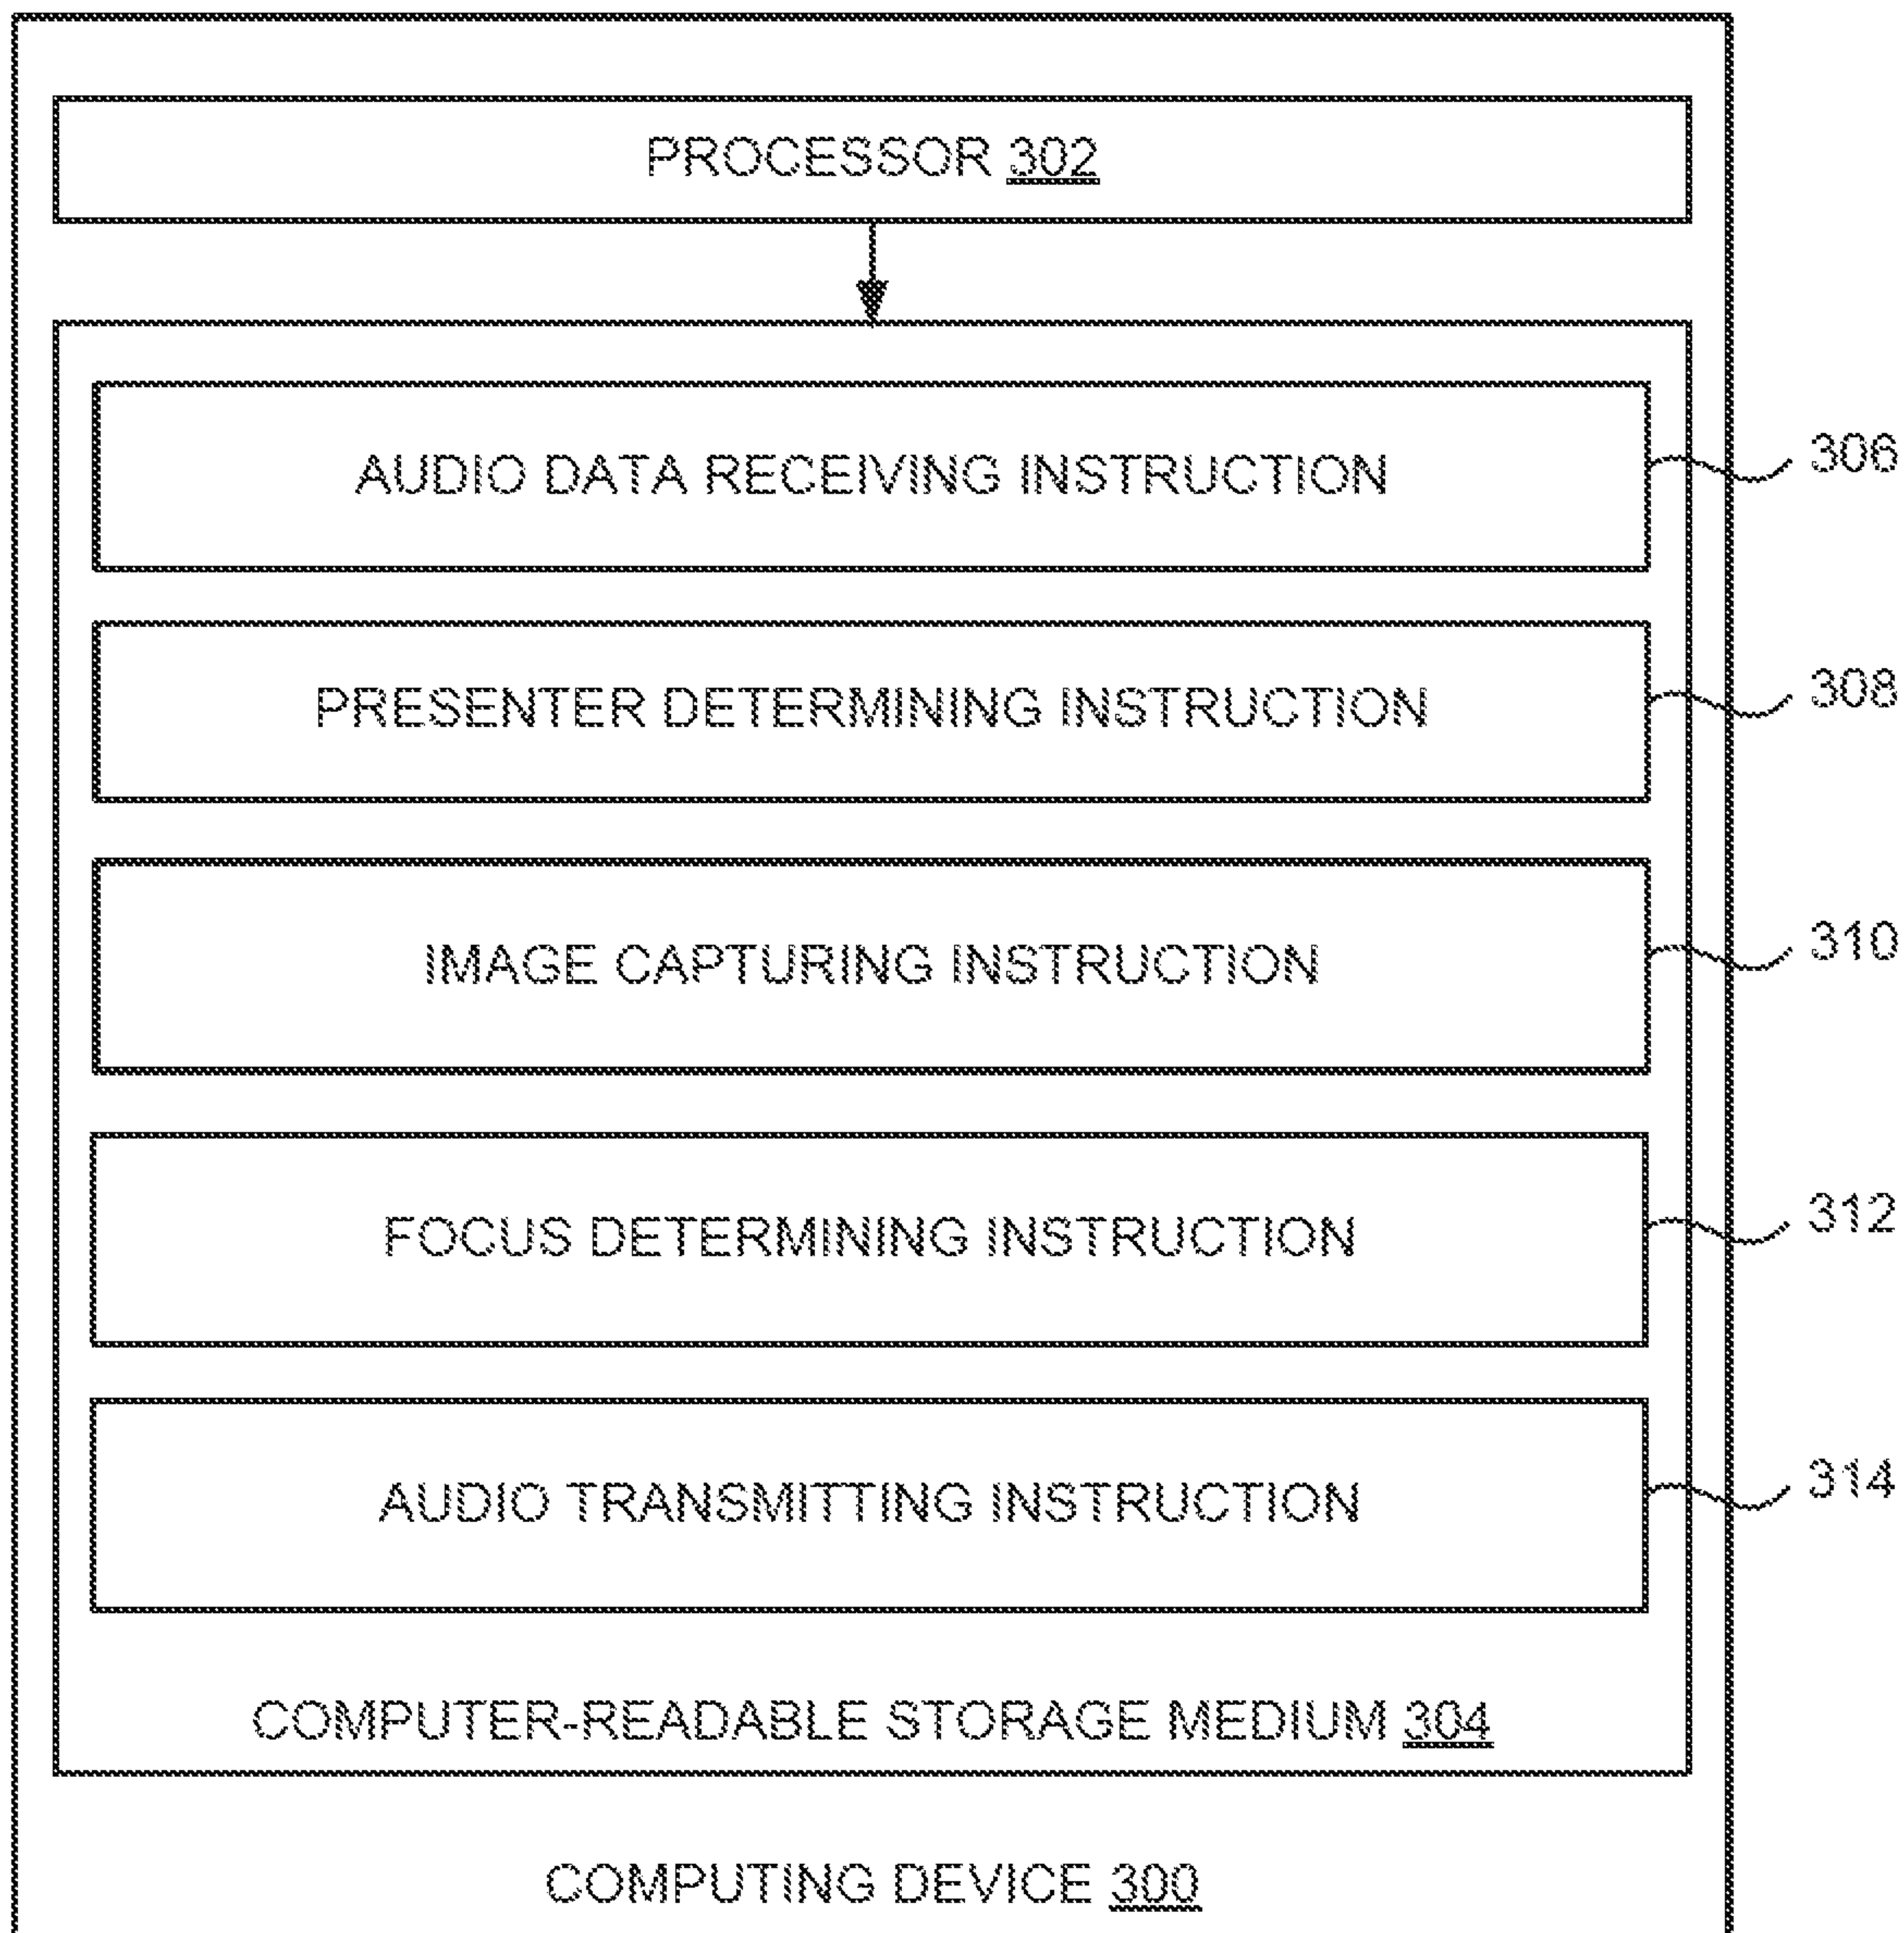 PROCESSOR 302
AUDIO DATA RECEIVING INSTRUCTION
306
PRESENTER DETERMINING INSTRUCTION
308
IMAGE CAPTURING INSTRUCTION
310
FOCUS DETERMINING INSTRUCTION
312
AUDIO TRANSMITTING INSTRUCTION
314
COMPUTER-READABLE STORAGE MEDIUM 304
COMPUTING DEVICE 300